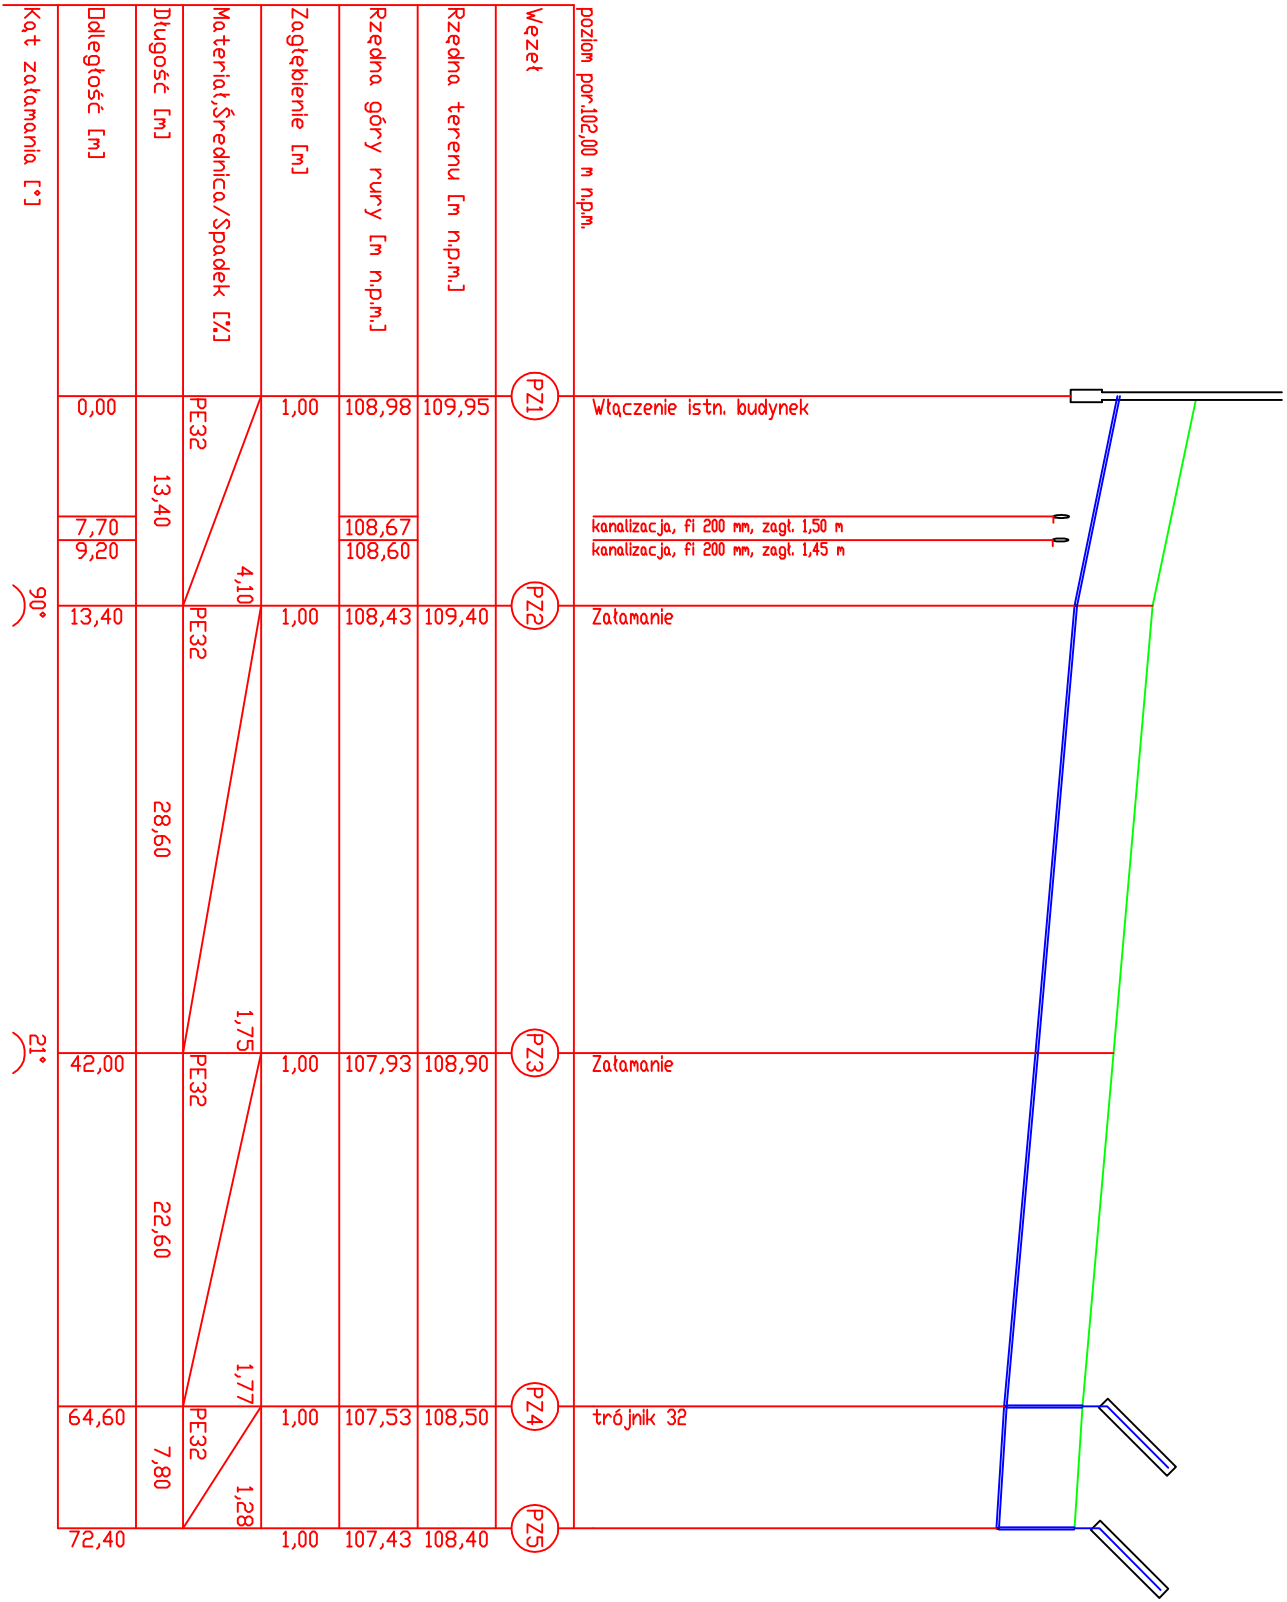 poziom por.102,00 m n.p.m.
Węzeł
PZ1
PZ2
PZ3
PZ4
PZ5
Rzędna terenu [m n.p.m.]
109,95
109,40
108,90
108,50
108,40
Rzędna góry rury [m n.p.m.]
108,98
108,67
108,60
108,43
107,93
107,53
107,43
Zagłębienie [m]
1,00
1,00
1,00
1,00
1,00
Materiał,Średnica/Spadek [%]
PE32
4,10
PE32
1,75
PE32
1,77
PE32
1,28
Długość [m]
13,40
28,60
22,60
7,80
Odległość [m]
0,00
7,70
9,20
13,40
42,00
64,60
72,40
Kąt załamania [°]
90°
21°
Włączenie istn. budynek
kanalizacja, fi 200 mm, zagł. 1,50 m
kanalizacja, fi 200 mm, zagł. 1,45 m
Załamanie
Załamanie
trójnik 32